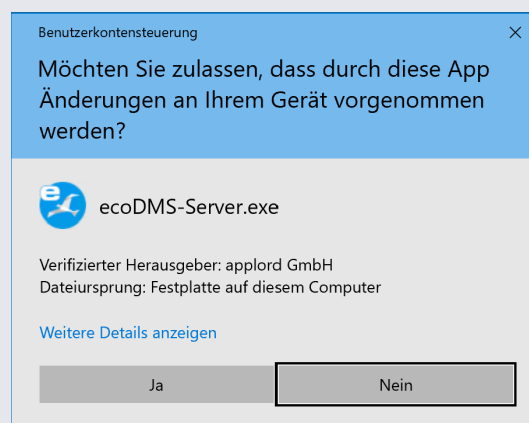 Benutzerkontensteuerung
Möchten Sie zulassen, dass durch diese App
Änderungen an Ihrem Gerät vorgenommen
werden?
e
ecoDMS-Server.exe
Verifizierter Herausgeber: applord GmbH
Dateiursprung: Festplatte auf diesem Computer
Weitere Details anzeigen
Ja Nein